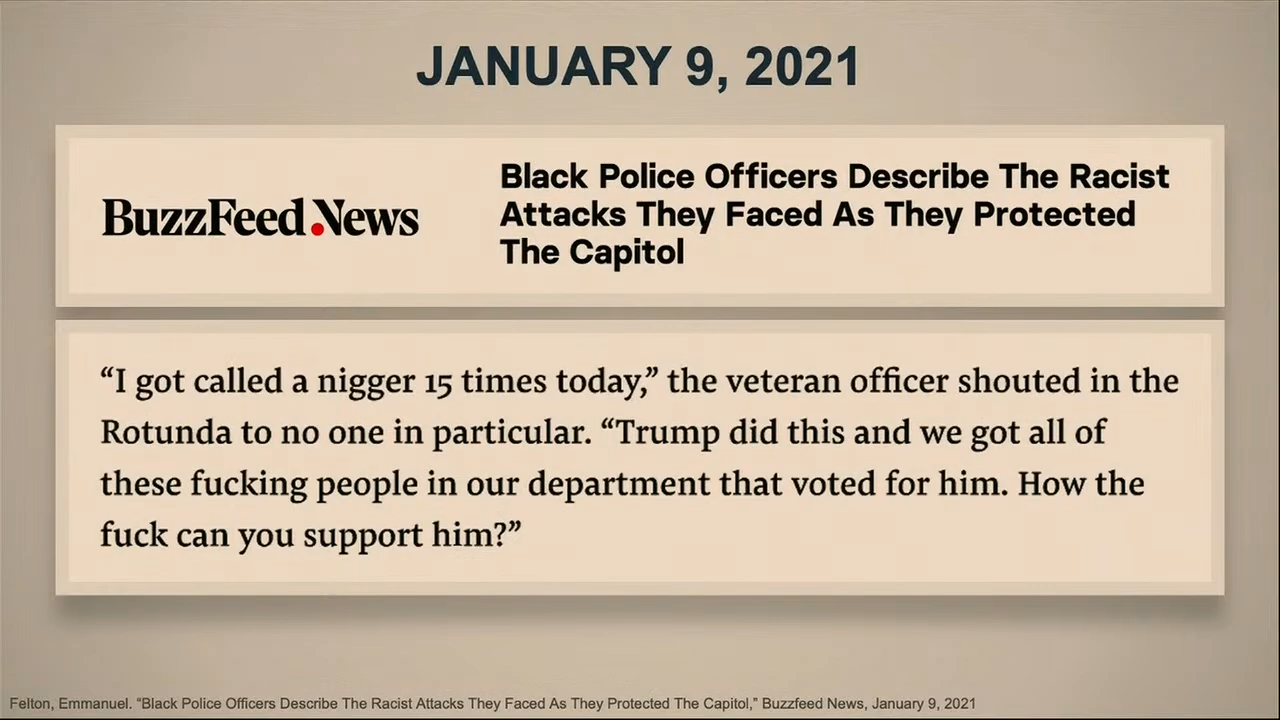 JANUARY 9, 2021
BuzzFeed News
Black Police Officers Describe The Racist
Attacks They Faced As They Protected
The Capitol
“I got called a nigger 15 times today,” the veteran officer shouted in the
Rotunda to no one in particular. “Trump did this and we got all of
these fucking people in our department that voted for him. How the
fuck can you support him?”
Felton, Emmanuel. “Black Police Officers Describe The Racist Attacks They Faced As They Protected The Capitol,” Buzzfeed News, January 9, 2021